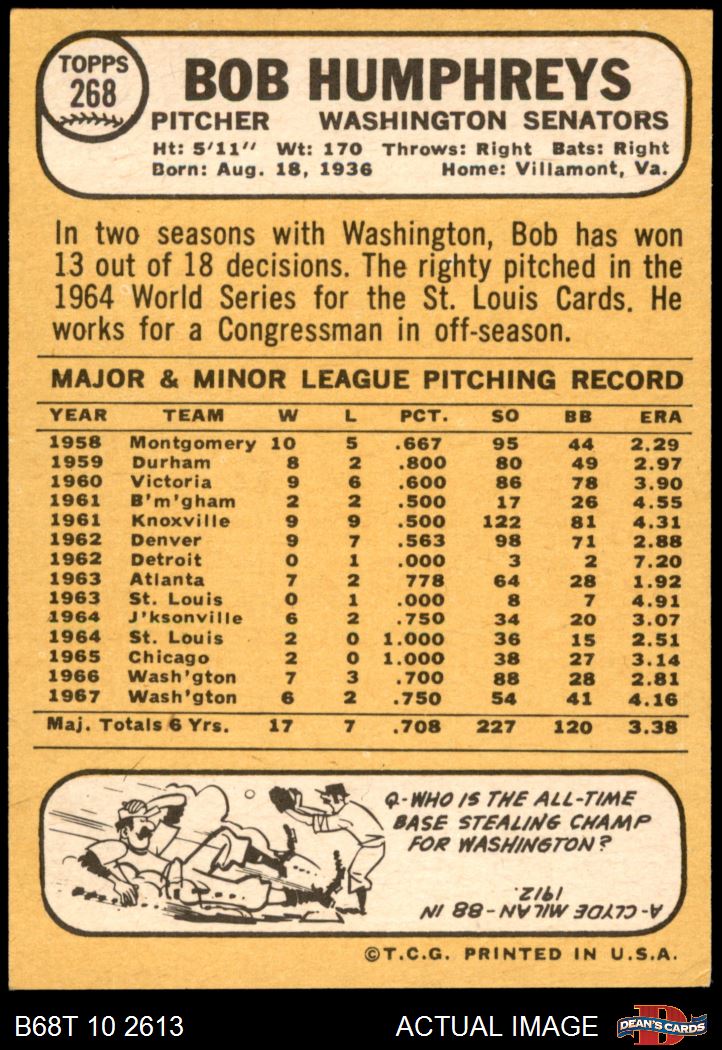 TOPPS
268
BOB HUMPHREYS
PITCHER WASHINGTON SENATORS
Ht: 5'11" Wt: 170 Throws: Right Bats: Right
Born: Aug. 18, 1936 Home: Villamont, Va.
In two seasons with Washington, Bob has won
13 out of 18 decisions. The righty pitched in the
1964 World Series for the St. Louis Cards. He
works for a Congressman in off-season.
MAJOR & MINOR LEAGUE PITCHING RECORD
YEAR TEAM W L PCT. SO BB ERA
1958 Montgomery 10 5 .667 95 44 2.29
1959 Durham 8 2 .800 80 49 2.97
1960 Victoria 9 6 .600 86 78 3.90
1961 B'm'gham 2 2 .500 17 26 4.55
1961 Knoxville 9 9 .500 122 81 4.31
1962 Denver 9 7 .563 98 71 2.88
1962 Detroit 0 1 .000 3 2 7.20
1963 Atlanta 7 2 778 64 28 1.92
1963 St. Louis 0 1 .000 8 7 4.91
1964 J'ksonville 6 2 .750 34 20 3.07
1964 St. Louis 2 0 1.000 36 15 2.51
1965 Chicago 2 0 1.000 38 27 3.14
1966 Wash'gton 7 3 .700 88 28 2.81
1967 Wash'gton 6 2 .750 54 41 4.16
Maj. Totals 6 Yrs. 17 7 .708 227 120 3.38
Q-WHO IS THE ALL-TIME
BASE STEALING CHAMP
FOR WASHINGTON?
A-CLYDE MILAN-88 IN
1912.
©T.C.G. PRINTED IN U.S.A.
B68T 10 2613 ACTUAL IMAGE
D
DEAN'S CARDS